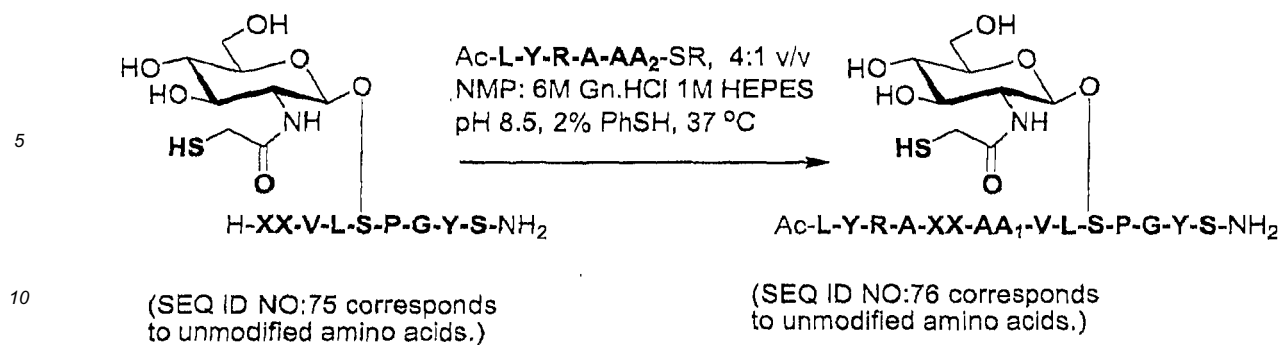 OH
HO
HO
O
O
NH
HS
O
H-XX-V-L-S-P-G-Y-S-NH2
Ac-L-Y-R-A-AA2-SR, 4:1 v/v
NMP: 6M Gn.HCl 1M HEPES
pH 8.5, 2% PhSH, 37 °C
OH
HO
HO
O
O
NH
HS
O
Ac-L-Y-R-A-XX-AA1-V-L-S-P-G-Y-S-NH2
5
10
(SEQ ID NO:75 corresponds
to unmodified amino acids.)
(SEQ ID NO:76 corresponds
to unmodified amino acids.)